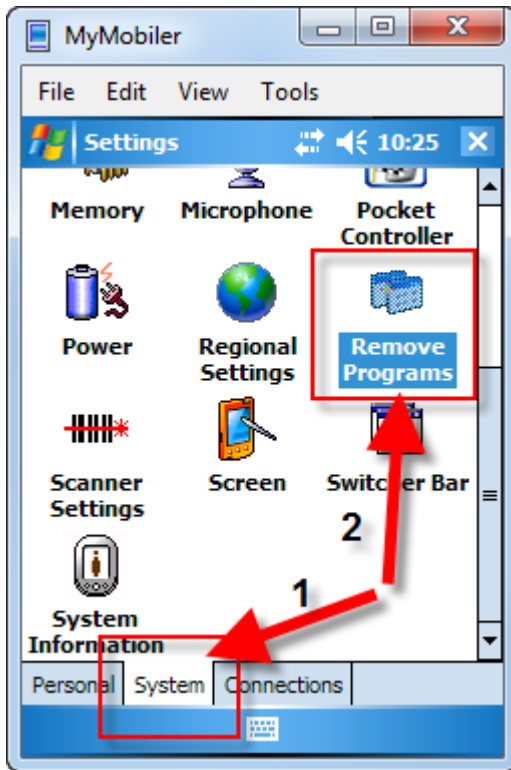 MyMobiler
File Edit View Tools
Settings 10:25
Memory Microphone Pocket Controller
Power Regional Settings Remove Programs
Scanner Settings Screen Switcher Bar
2
1
System Information
Personal System Connections